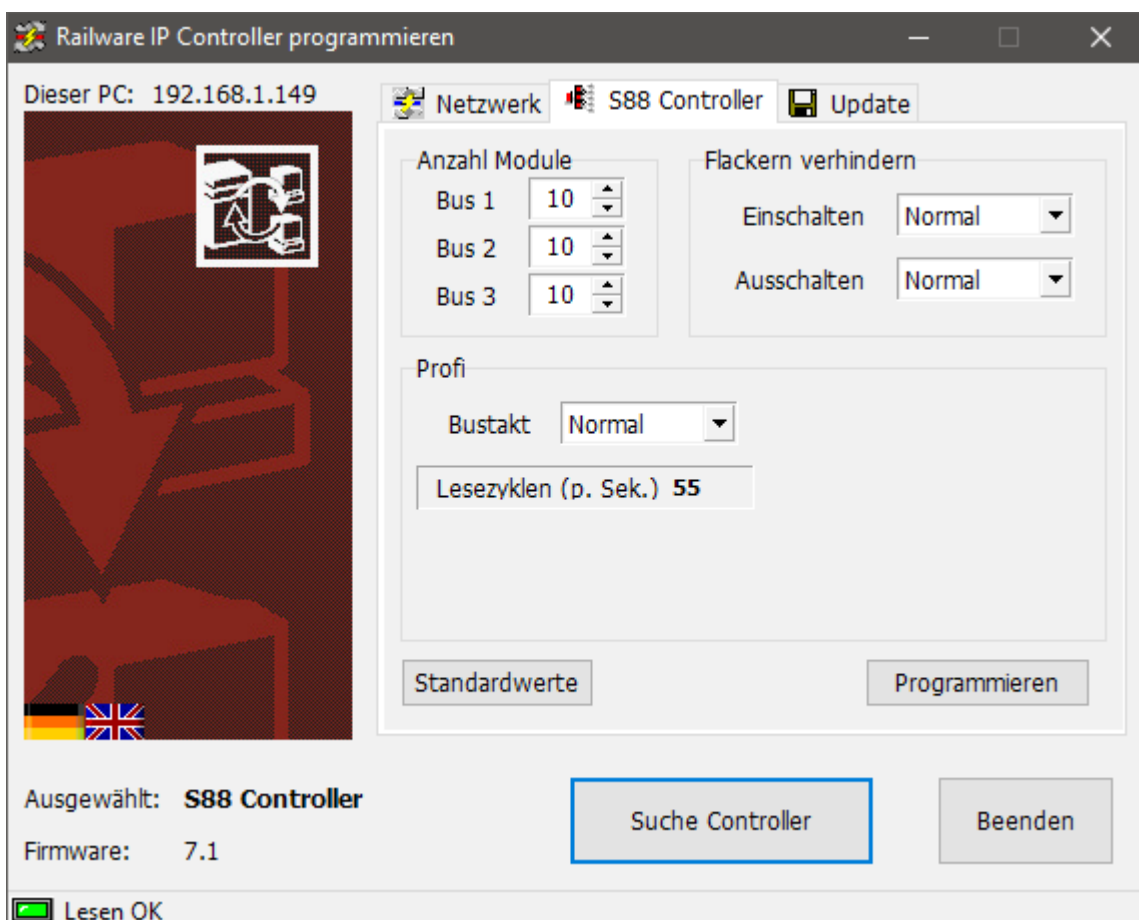 Railware IP Controller programmieren
Dieser PC: 192.168.1.149
Netzwerk S88 Controller Update
Anzahl Module
Bus 1 10
Bus 2 10
Bus 3 10
Flackern verhindern
Einschalten Normal
Ausschalten Normal
Profi
Bustakt Normal
Lesezyklen (p. Sek.) 55
Standardwerte Programmieren
Ausgewählt: S88 Controller
Firmware: 7.1
Suche Controller Beenden
Lesen OK